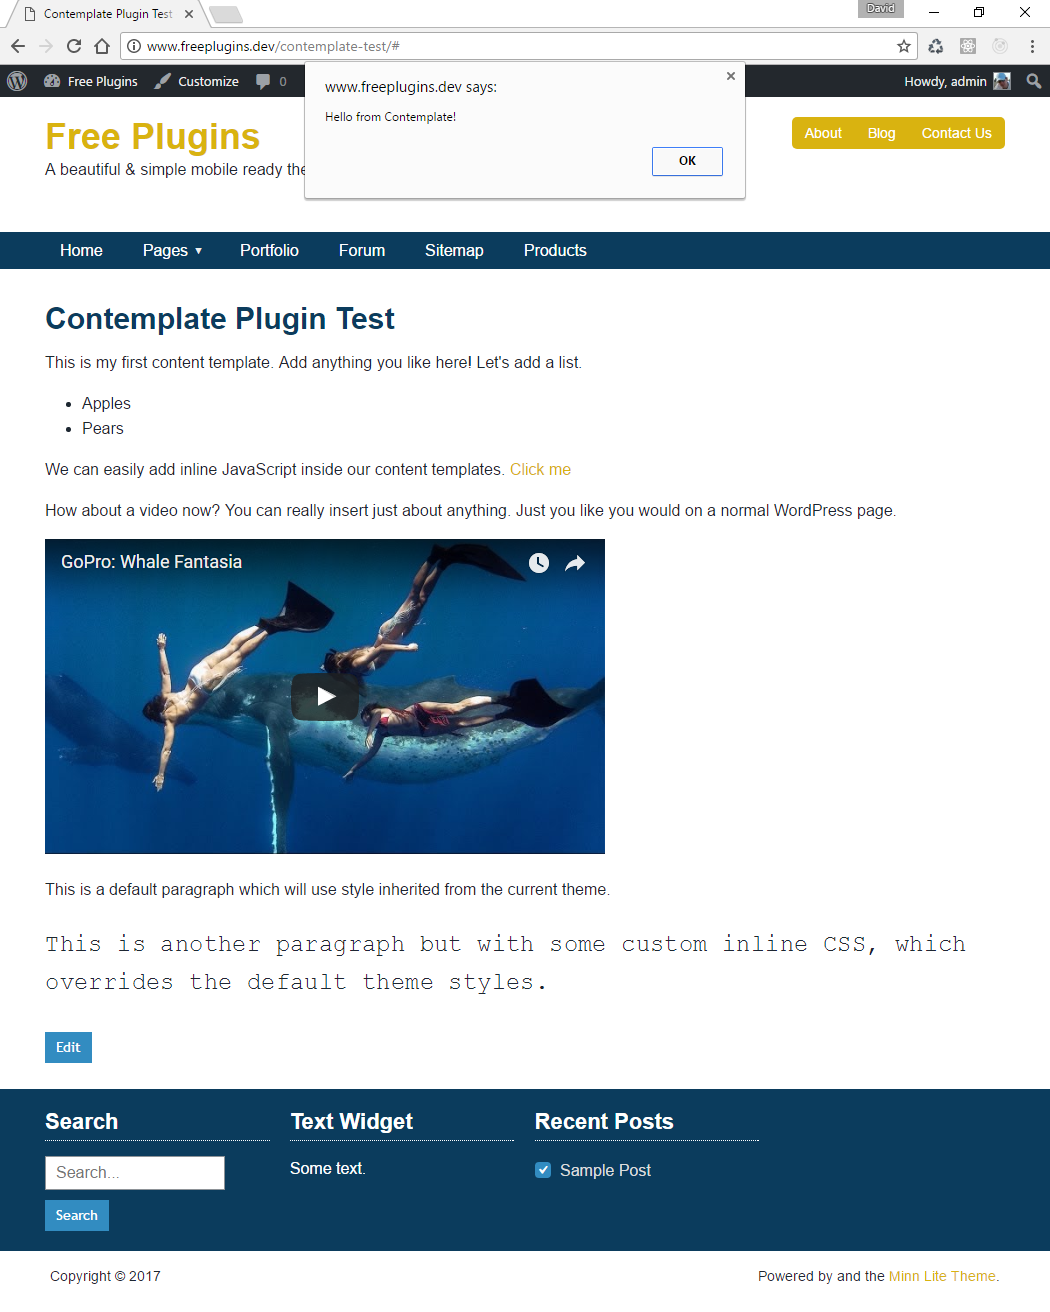 Contemplate Plugin Test
David
www.freeplugins.dev/contemplate-test/#
Free Plugins
Customize
0
Howdy, admin
www.freeplugins.dev says:
Hello from Contemplate!
OK
Free Plugins
A beautiful & simple mobile ready the
About Blog Contact Us
Home Pages ▾ Portfolio Forum Sitemap Products
Contemplate Plugin Test
This is my first content template. Add anything you like here! Let's add a list.
• Apples
• Pears
We can easily add inline JavaScript inside our content templates. Click me
How about a video now? You can really insert just about anything. Just you like you would on a normal WordPress page.
GoPro: Whale Fantasia
This is a default paragraph which will use style inherited from the current theme.
This is another paragraph but with some custom inline CSS, which
overrides the default theme styles.
Edit
Search
Search...
Search
Text Widget
Some text.
Recent Posts
Sample Post
Copyright © 2017
Powered by and the Minn Lite Theme.